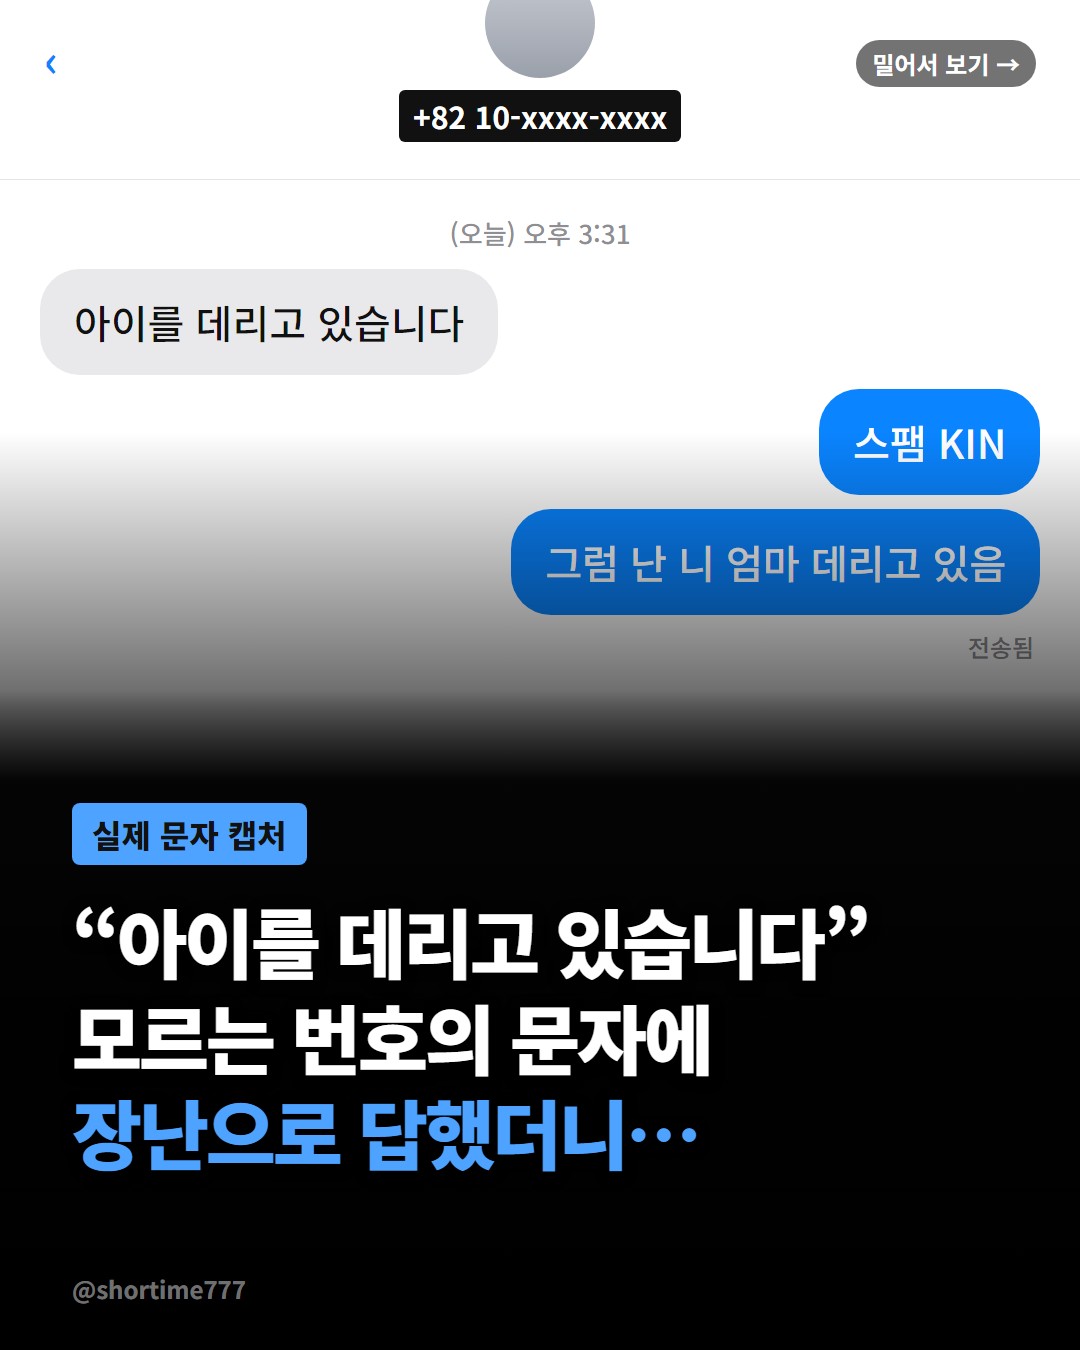 ‹
밀어서 보기 →
+82 10-xxxx-xxxx
(오늘) 오후 3:31
아이를 데리고 있습니다
스팸 KIN
그럼 난 니 엄마 데리고 있음
전송됨
실제 문자 캡처
“아이를 데리고 있습니다”
모르는 번호의 문자에
장난으로 답했더니…
@shortime777